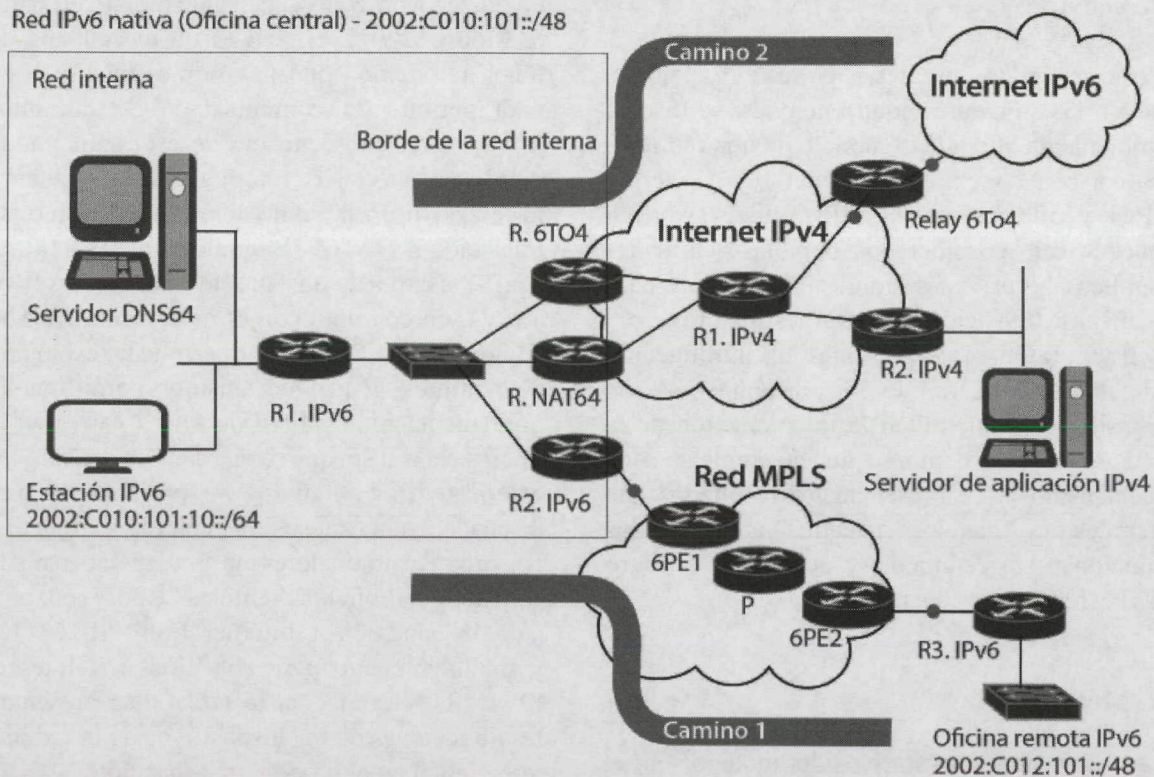 Red IPv6 nativa (Oficina central) - 2002:C010:101::/48
Red interna
Camino 2
Internet IPv6
Borde de la red interna
R. 6TO4
Internet IPv4
Relay 6To4
Servidor DNS64
R1. IPv4
R2. IPv4
R1. IPv6
R. NAT64
Estación IPv6
2002:C010:101:10::/64
R2. IPv6
Red MPLS
Servidor de aplicación IPv4
6PE1
P
6PE2
R3. IPv6
Camino 1
Oficina remota IPv6
2002:C012:101::/48